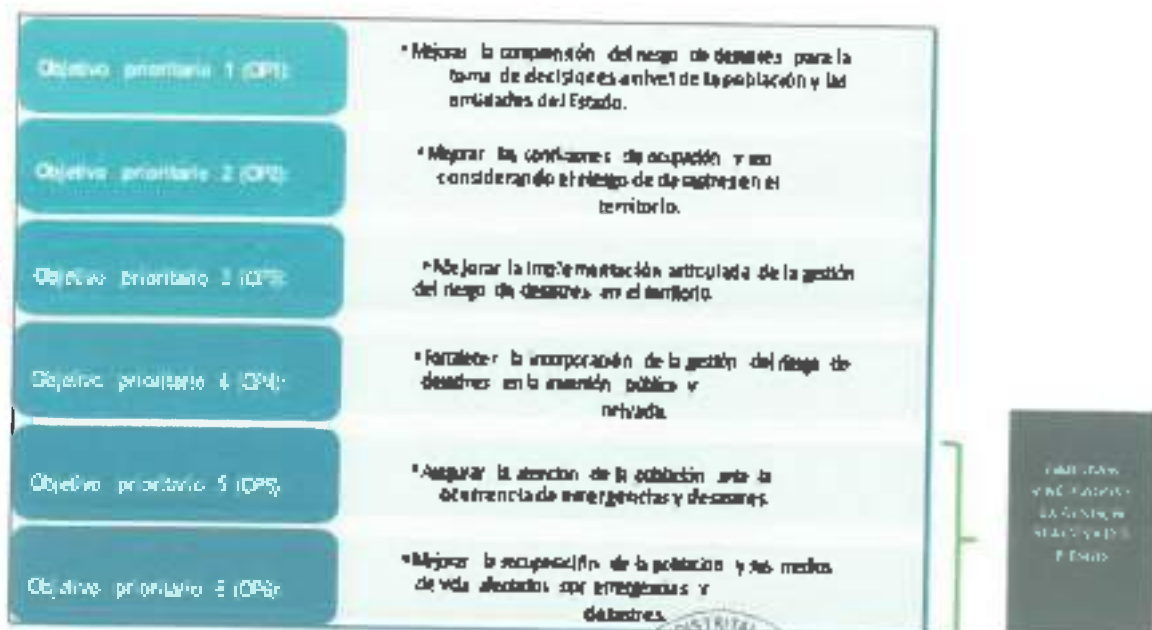 Objetivo prioritario 1 (OP1):
• Mejorar la comprensión del riesgo de desastres para la
toma de decisiones a nivel de la población y las
entidades del Estado.
Objetivo prioritario 2 (OP2):
• Mejorar las condiciones de ocupación y uso
considerando el riesgo de desastres en el
territorio.
Objetivo prioritario 3 (OP3):
• Mejorar la implementación articulada de la gestión
del riesgo de desastres en el territorio.
Objetivo prioritario 4 (OP4):
• Fortalecer la incorporación de la gestión del riesgo de
desastres en la inversión pública y
privada.
Objetivo prioritario 5 (OP5):
• Asegurar la atención de la población ante la
ocurrencia de emergencias y desastres.
Objetivo prioritario 6 (OP6):
• Mejorar la recuperación de la población y sus medios
de vida afectados por emergencias y
desastres.
DISTRITAL